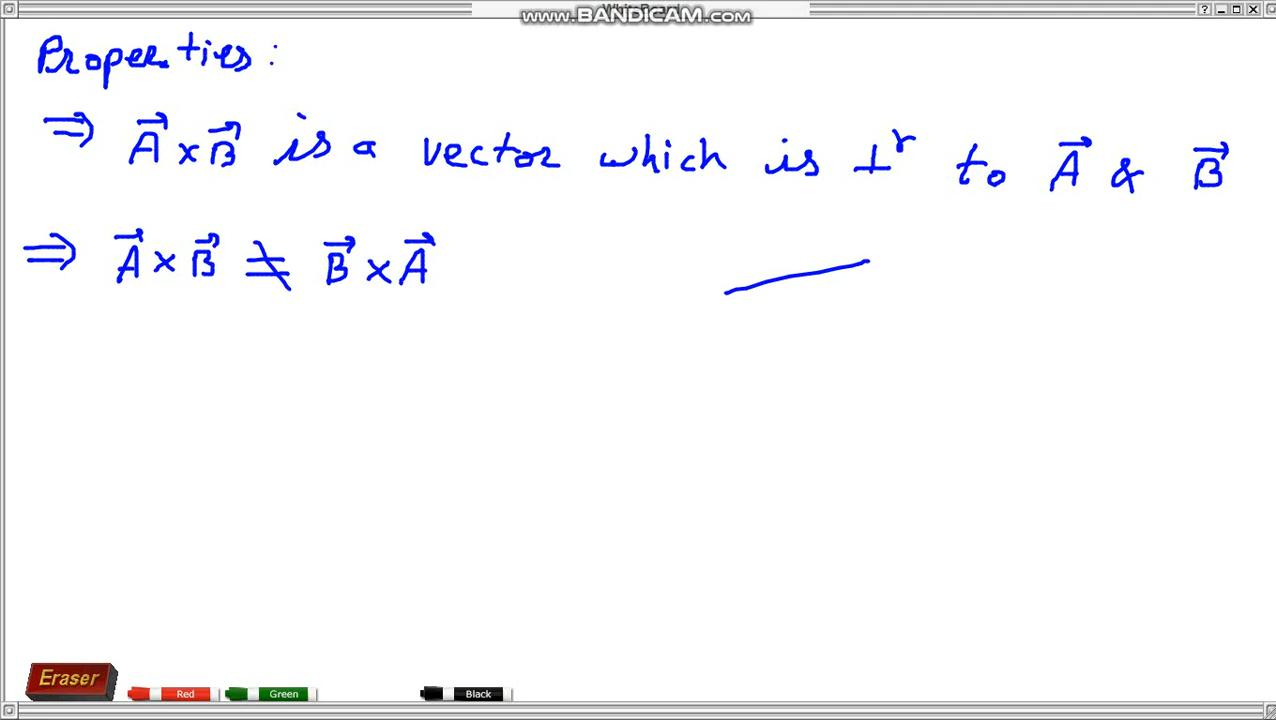 www.BANDICAM.com
Properties :
⇒ A⃗ × B⃗ is a vector which is ⊥r to A⃗ & B⃗
⇒ A⃗ × B⃗ ≠ B⃗ × A⃗
Eraser Red Green Black